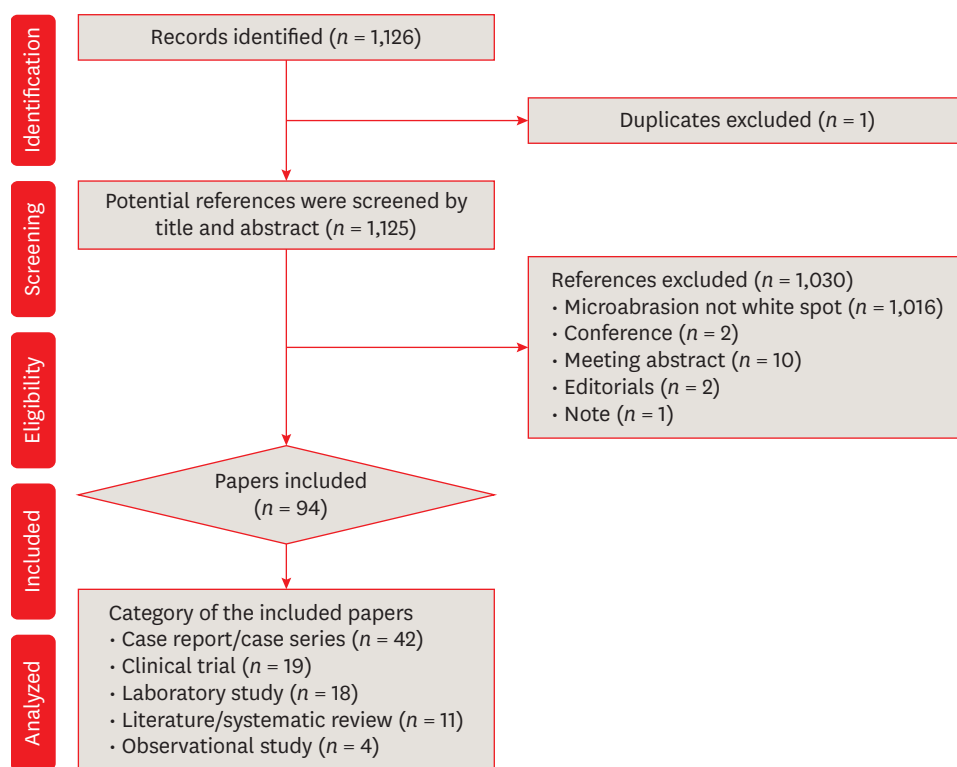 Identification
Records identified (n = 1,126)
Duplicates excluded (n = 1)
Screening
Potential references were screened by
title and abstract (n = 1,125)
References excluded (n = 1,030)
· Microabrasion not white spot (n = 1,016)
· Conference (n = 2)
· Meeting abstract (n = 10)
· Editorials (n = 2)
· Note (n = 1)
Eligibility
Papers included
(n = 94)
Included
Category of the included papers
· Case report/case series (n = 42)
· Clinical trial (n = 19)
· Laboratory study (n = 18)
· Literature/systematic review (n = 11)
· Observational study (n = 4)
Analyzed